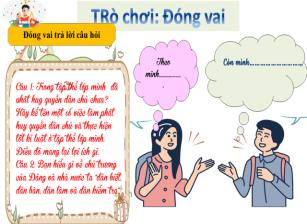 TRò chơi: Đóng vai
Đóng vai trả lời câu hỏi
Câu 1: Trong tập thể lớp mình đã
phát huy quyền dân chủ chưa?
Hãy kể tên một số việc làm phát
huy quyền dân chủ và thực hiện
tốt kỉ luật ở tập thể lớp mình.
Điều đó mang lại lợi ích gì.
Câu 2: Bạn hiểu gì về chủ trương
của Đảng và nhà nước ta "dân biết,
dân bàn, dân làm và dân kiểm tra"
Theo
mình............
Còn mình......................